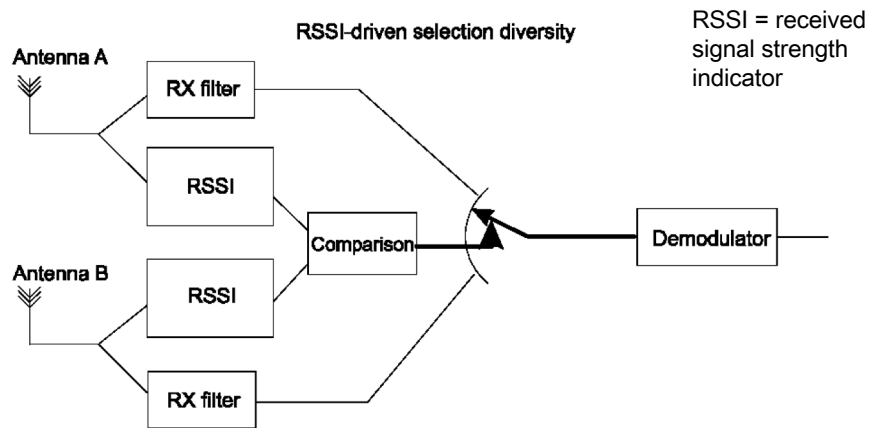 RSSI-driven selection diversity
RSSI = received
signal strength
indicator
Antenna A
RX filter
RSSI
Comparison
Demodulator
Antenna B
RSSI
RX filter